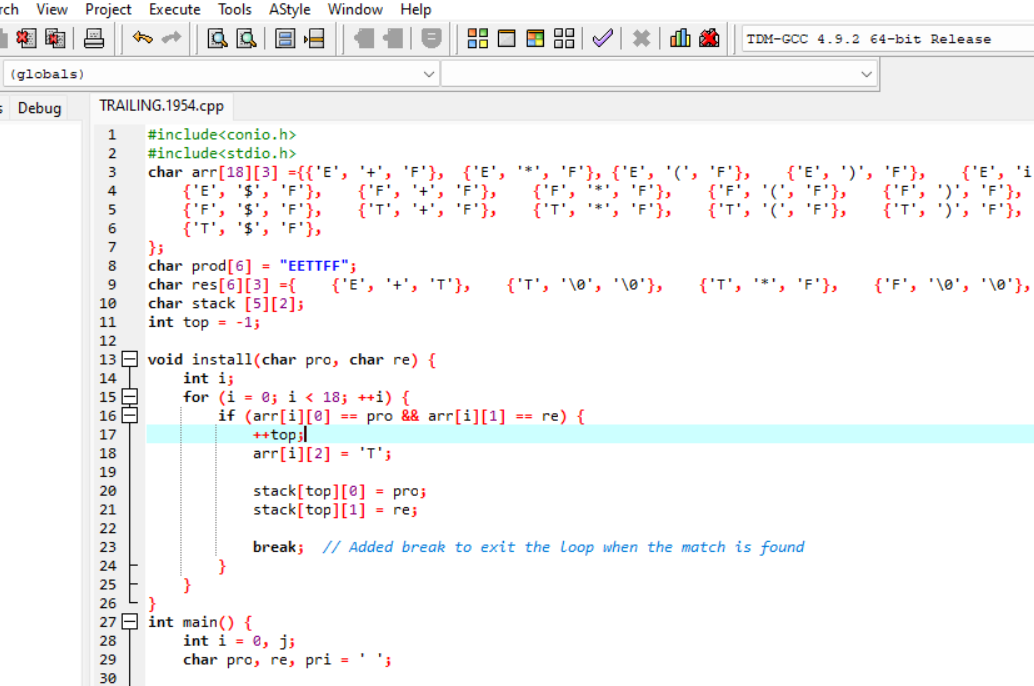 rch View Project Execute Tools AStyle Window Help
TDM-GCC 4.9.2 64-bit Release
(globals)
s Debug TRAILING.1954.cpp
1 #include<conio.h>
2 #include<stdio.h>
3 char arr[18][3] ={{'E', '+', 'F'}, {'E', '*', 'F'}, {'E', '(', 'F'}, {'E', ')', 'F'}, {'E', 'i
4 {'E', '$', 'F'}, {'F', '+', 'F'}, {'F', '*', 'F'}, {'F', '(', 'F'}, {'F', ')', 'F'},
5 {'F', '$', 'F'}, {'T', '+', 'F'}, {'T', '*', 'F'}, {'T', '(', 'F'}, {'T', ')', 'F'},
6 {'T', '$', 'F'},
7 };
8 char prod[6] = "EETTFF";
9 char res[6][3] ={ {'E', '+', 'T'}, {'T', '\0', '\0'}, {'T', '*', 'F'}, {'F', '\0', '\0'},
10 char stack [5][2];
11 int top = -1;
12
13 void install(char pro, char re) {
14 int i;
15 for (i = 0; i < 18; ++i) {
16 if (arr[i][0] == pro && arr[i][1] == re) {
17 ++top;
18 arr[i][2] = 'T';
19
20 stack[top][0] = pro;
21 stack[top][1] = re;
22
23 break; // Added break to exit the loop when the match is found
24 }
25 }
26 }
27 int main() {
28 int i = 0, j;
29 char pro, re, pri = ' ';
30